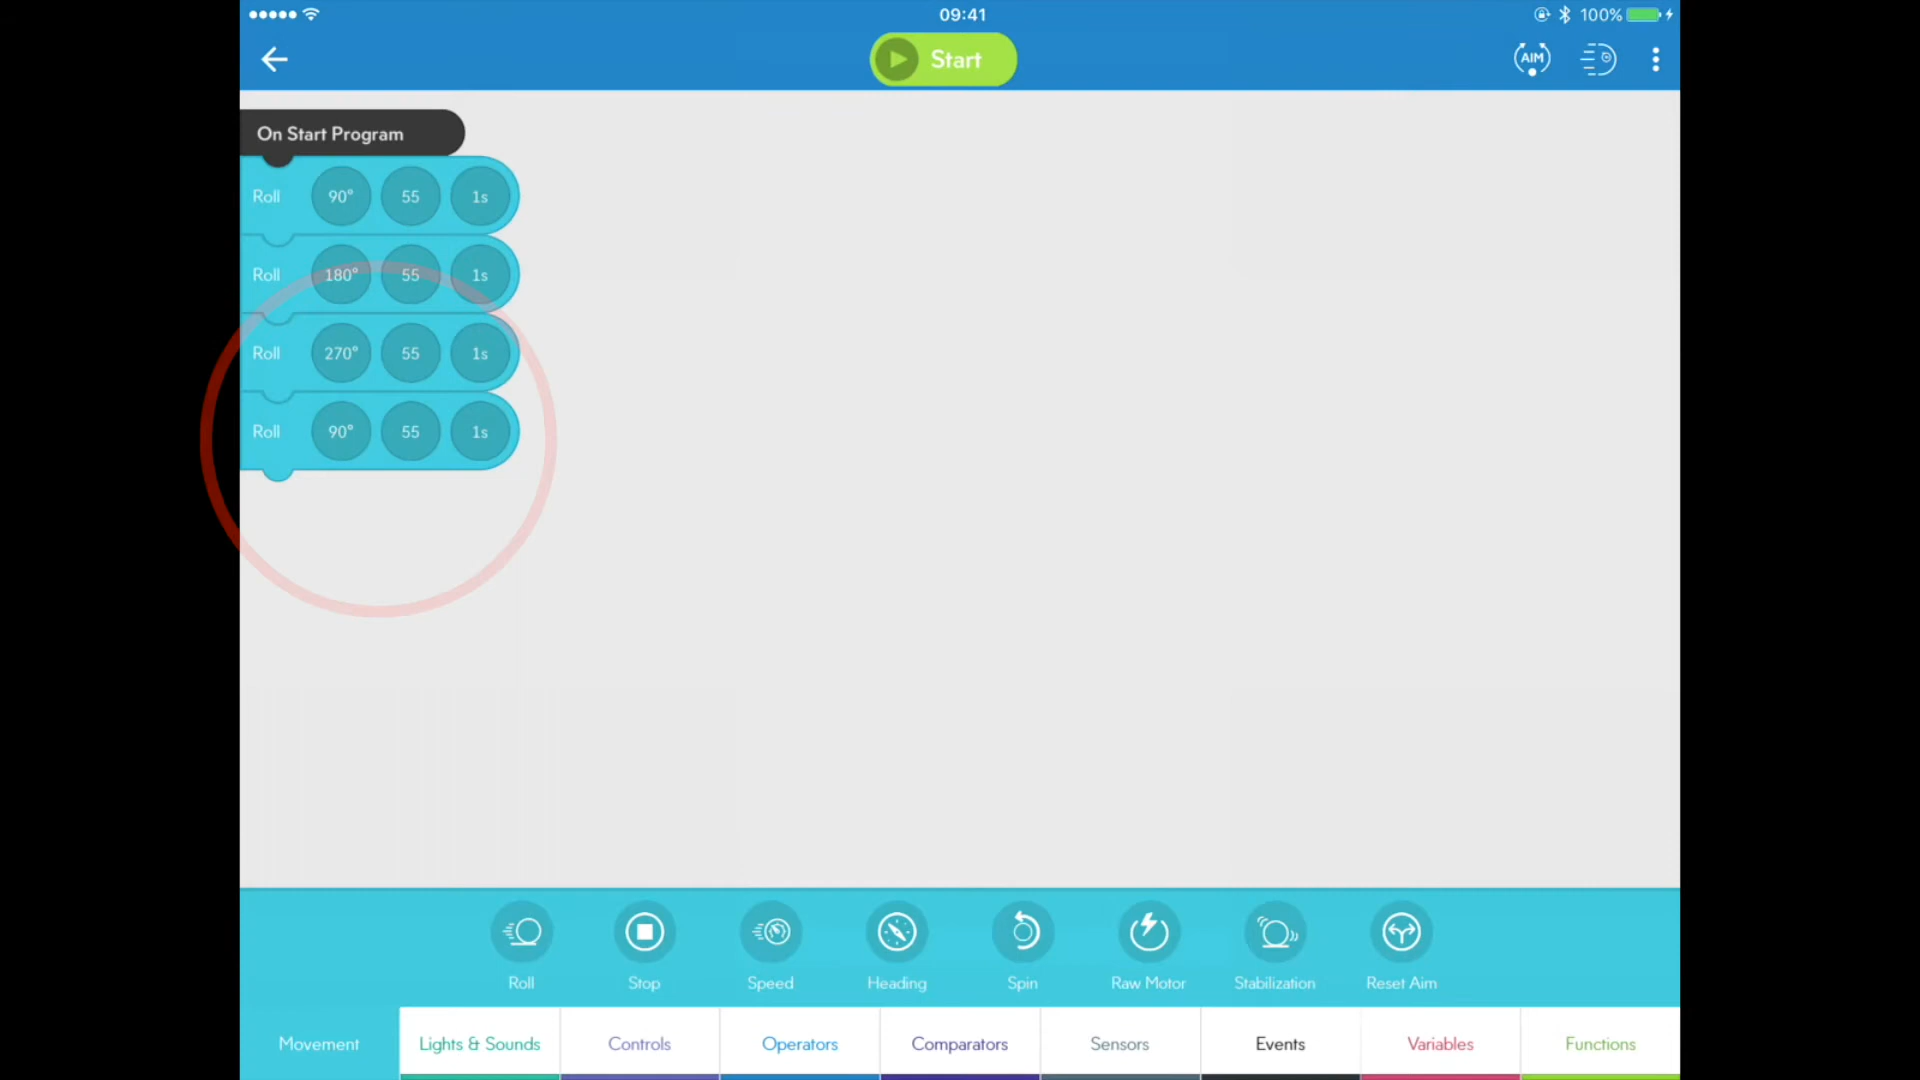 09:41
100%
Start
AIM
On Start Program
Roll 90° 55 1s
Roll 180° 55 1s
Roll 270° 55 1s
Roll 90° 55 1s
Roll Stop Speed Heading Spin Raw Motor Stabilization Reset Aim
Movement Lights & Sounds Controls Operators Comparators Sensors Events Variables Functions